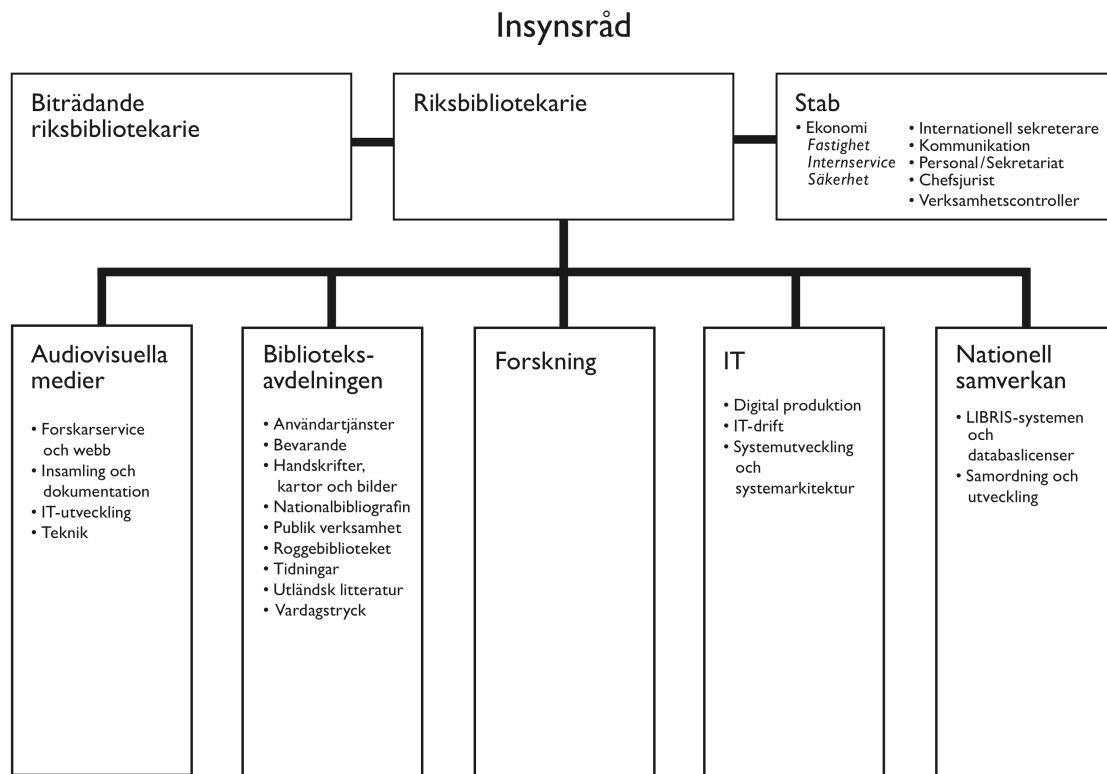 Insynsråd
Biträdande
riksbibliotekarie
Riksbibliotekarie
Stab
• Ekonomi
Fastighet
Internservice
Säkerhet
• Internationell sekreterare
• Kommunikation
• Personal/Sekretariat
• Chefsjurist
• Verksamhetscontroller
Audiovisuella
medier
• Forskarservice
och webb
• Insamling och
dokumentation
• IT-utveckling
• Teknik
Biblioteks-
avdelningen
• Användartjänster
• Bevarande
• Handskrifter,
kartor och bilder
• Nationalbibliografin
• Publik verksamhet
• Roggebiblioteket
• Tidningar
• Utländsk litteratur
• Vardagstryck
Forskning
IT
• Digital produktion
• IT-drift
• Systemutveckling
och
systemarkitektur
Nationell
samverkan
• LIBRIS-systemen
och
databaslicenser
• Samordning och
utveckling